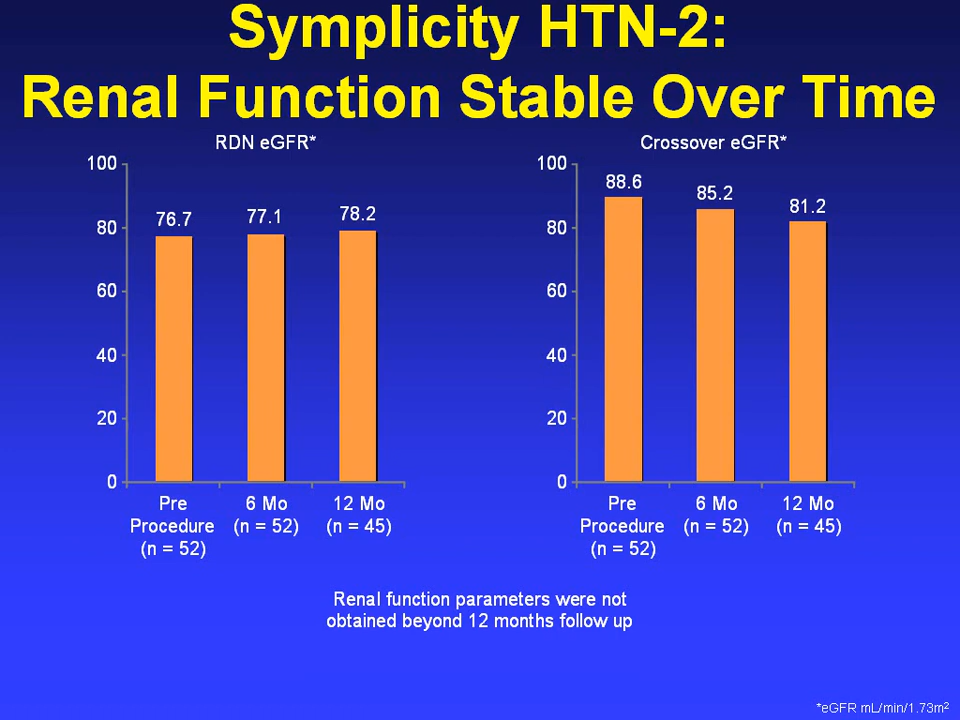 Symplicity HTN-2:
Renal Function Stable Over Time
RDN eGFR*
100
80
60
40
20
0
76.7
77.1
78.2
Pre
Procedure
(n = 52)
6 Mo
(n = 52)
12 Mo
(n = 45)
Crossover eGFR*
100
80
60
40
20
0
88.6
85.2
81.2
Pre
Procedure
(n = 52)
6 Mo
(n = 52)
12 Mo
(n = 45)
Renal function parameters were not
obtained beyond 12 months follow up
*eGFR mL/min/1.73m²